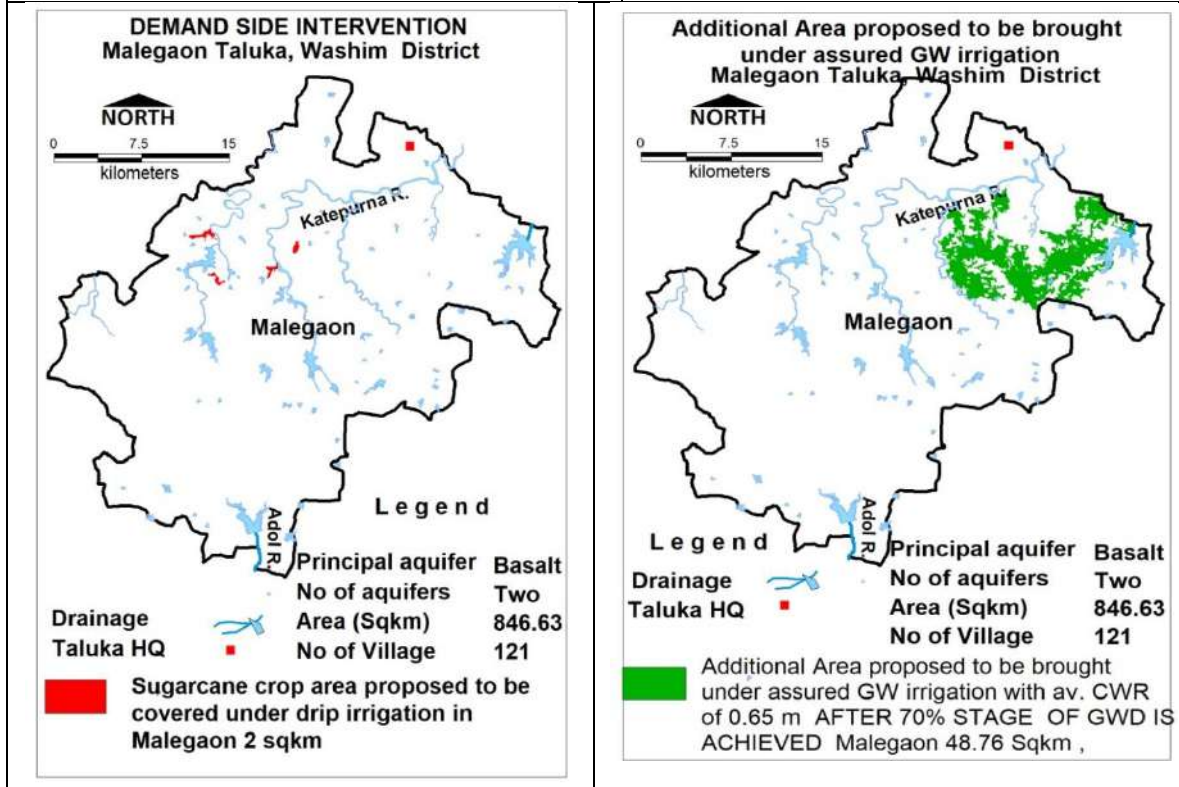 DEMAND SIDE INTERVENTION
Malegaon Taluka, Washim District
NORTH
0 7.5 15
kilometers
Katepurna R.
Malegaon
Adol R.
Legend
Principal aquifer Basalt
No of aquifers Two
Drainage Area (Sqkm) 846.63
Taluka HQ No of Village 121
Sugarcane crop area proposed to be
covered under drip irrigation in
Malegaon 2 sqkm
Additional Area proposed to be brought
under assured GW irrigation
Malegaon Taluka, Washim District
NORTH
0 7.5 15
kilometers
Katepurna R.
Malegaon
Adol R.
Legend
Principal aquifer Basalt
Drainage No of aquifers Two
Taluka HQ Area (Sqkm) 846.63
No of Village 121
Additional Area proposed to be brought
under assured GW irrigation with av. CWR
of 0.65 m AFTER 70% STAGE OF GWD IS
ACHIEVED Malegaon 48.76 Sqkm ,